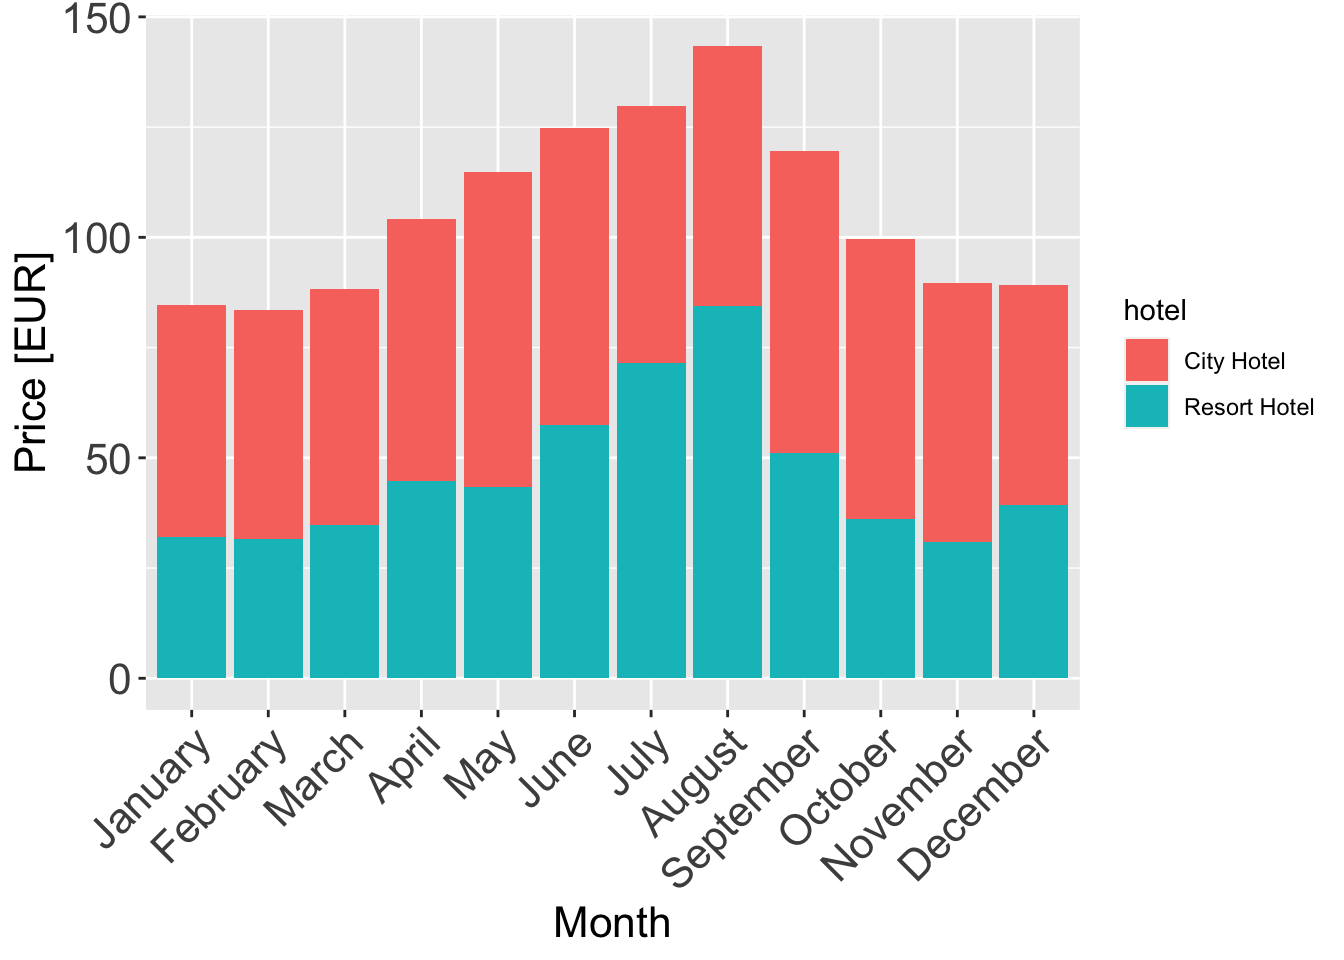 150
100
50
0
Price [EUR]
January
February
March
April
May
June
July
August
September
October
November
December
Month
hotel
City Hotel
Resort Hotel